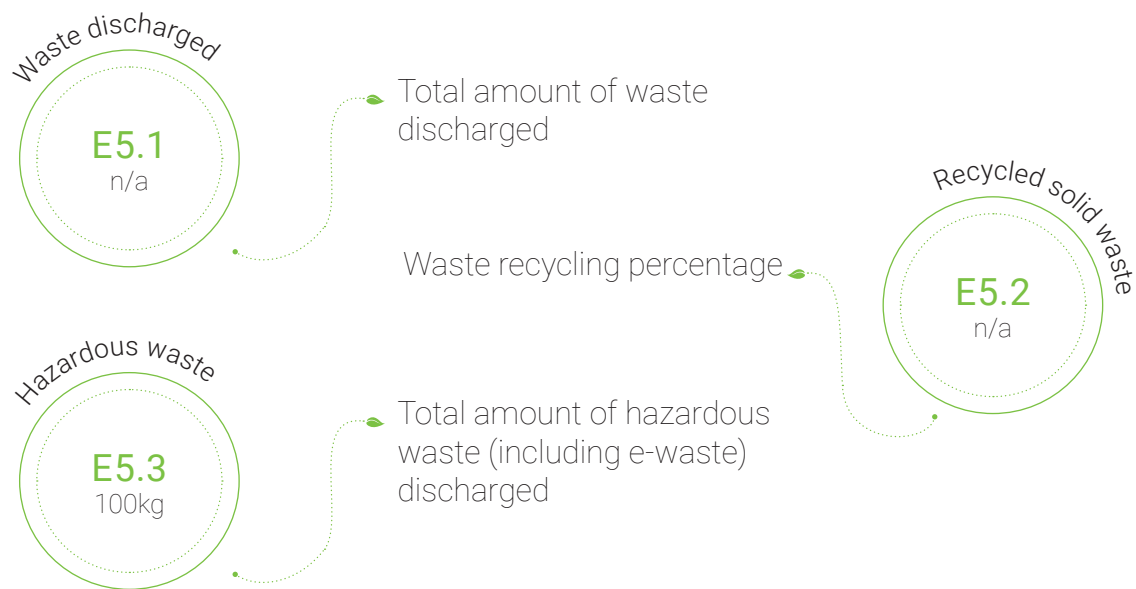 Waste discharged
E5.1
n/a
Total amount of waste
discharged
Recycled solid waste
E5.2
n/a
Waste recycling percentage
Hazardous waste
E5.3
100kg
Total amount of hazardous
waste (including e-waste)
discharged